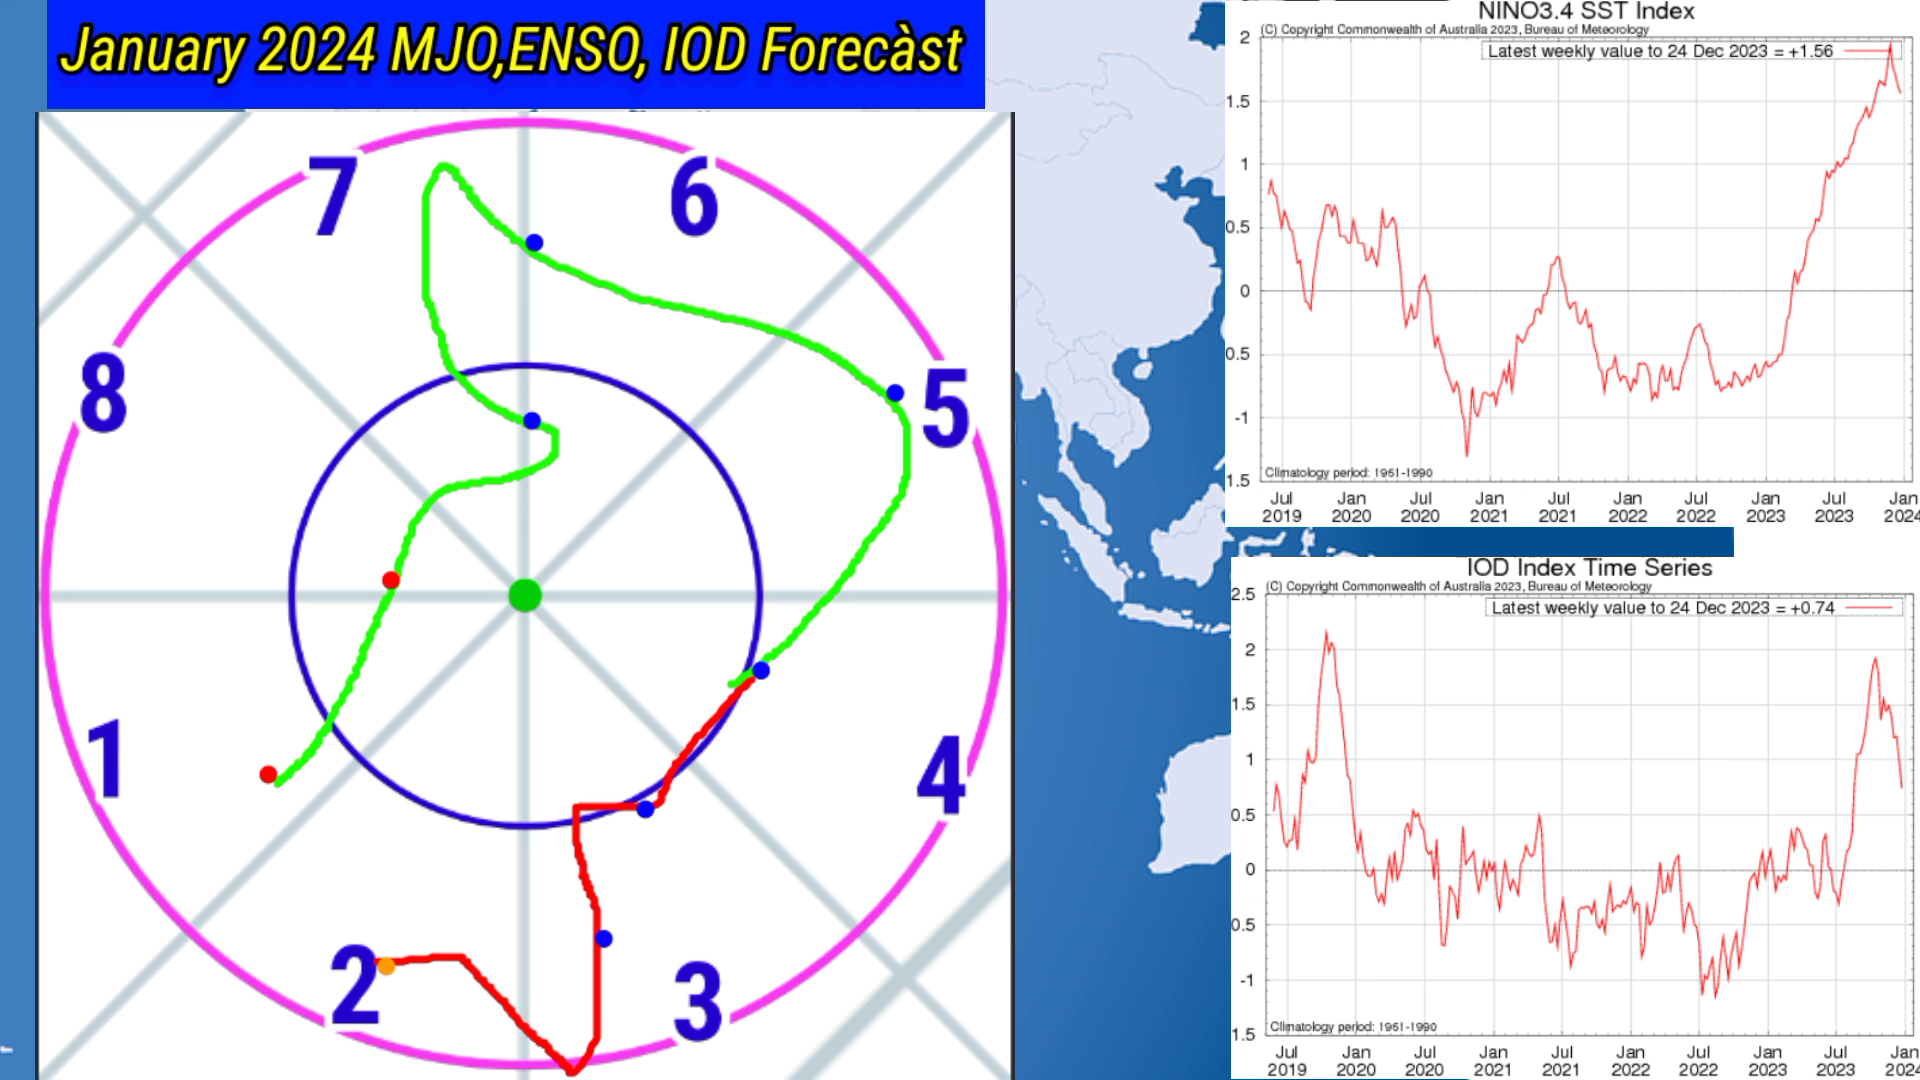 January 2024 MJO,ENSO, IOD Forecàst
7
6
8
5
1
4
2
3
NINO3.4 SST Index
(C) Copyright Commonwealth of Australia 2023, Bureau of Meteorology
Latest weekly value to 24 Dec 2023 = +1.56
2
1.5
1
0.5
0
0.5
-1
1.5
Climatology period: 1961-1990
Jul Jan Jul Jan Jul Jan Jul Jan Jul Jan
2019 2020 2020 2021 2021 2022 2022 2023 2023 2024
IOD Index Time Series
(C) Copyright Commonwealth of Australia 2023, Bureau of Meteorology
Latest weekly value to 24 Dec 2023 = +0.74
2.5
2
1.5
1
0.5
0
0.5
-1
1.5
Climatology period: 1961-1990
Jul Jan Jul Jan Jul Jan Jul Jan Jul Jan
2019 2020 2020 2021 2021 2022 2022 2023 2023 2024